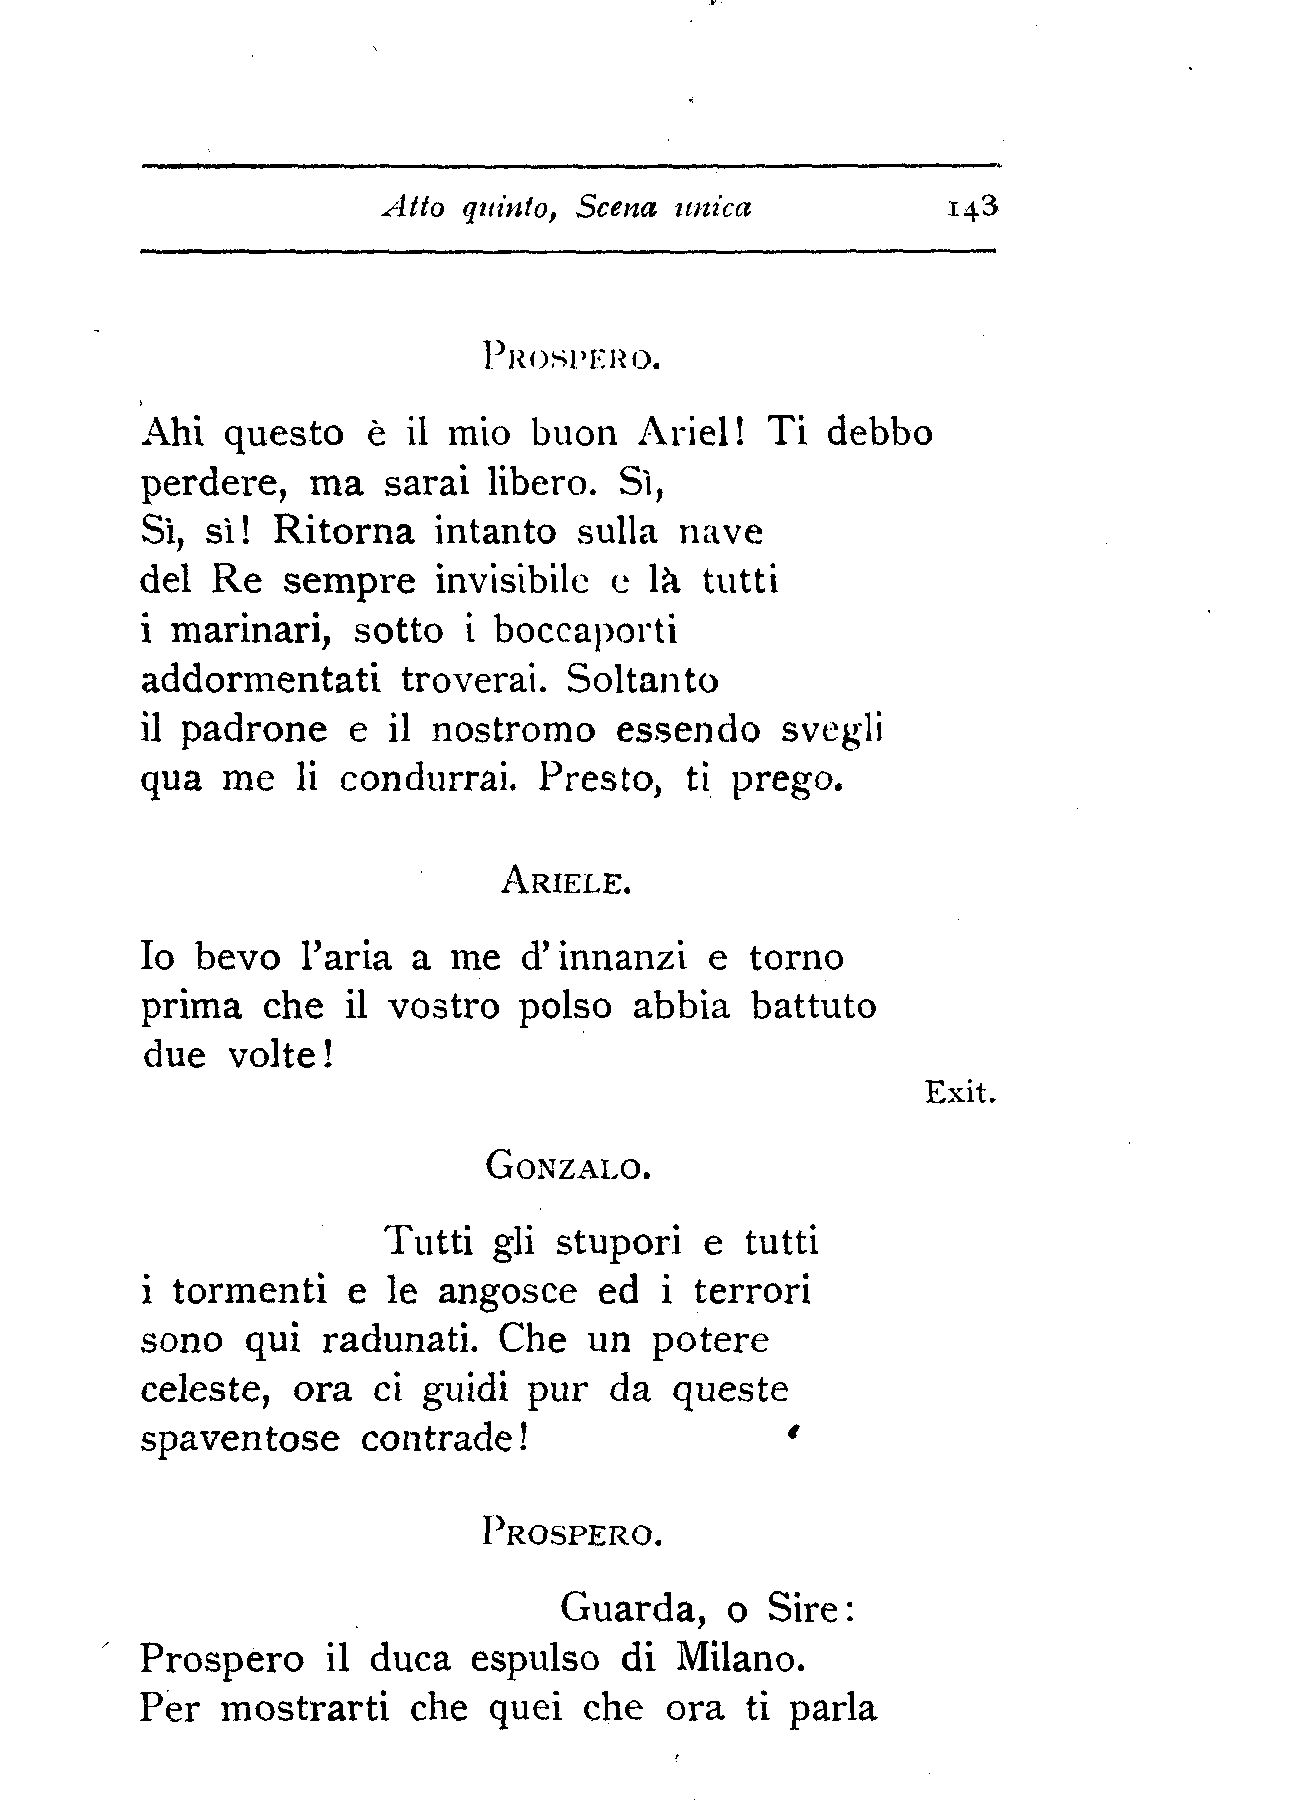 Atto quinto, Scena unica 143
PROSPERO.
Ahi questo è il mio buon Ariel! Ti debbo
perdere, ma sarai libero. Sì,
Sì, sì! Ritorna intanto sulla nave
del Re sempre invisibile e là tutti
i marinari, sotto i boccaporti
addormentati troverai. Soltanto
il padrone e il nostromo essendo svegli
qua me li condurrai. Presto, ti prego.
ARIELE.
Io bevo l'aria a me d'innanzi e torno
prima che il vostro polso abbia battuto
due volte!
Exit.
GONZALO.
Tutti gli stupori e tutti
i tormenti e le angosce ed i terrori
sono qui radunati. Che un potere
celeste, ora ci guidi pur da queste
spaventose contrade!
PROSPERO.
Guarda, o Sire:
Prospero il duca espulso di Milano.
Per mostrarti che quei che ora ti parla